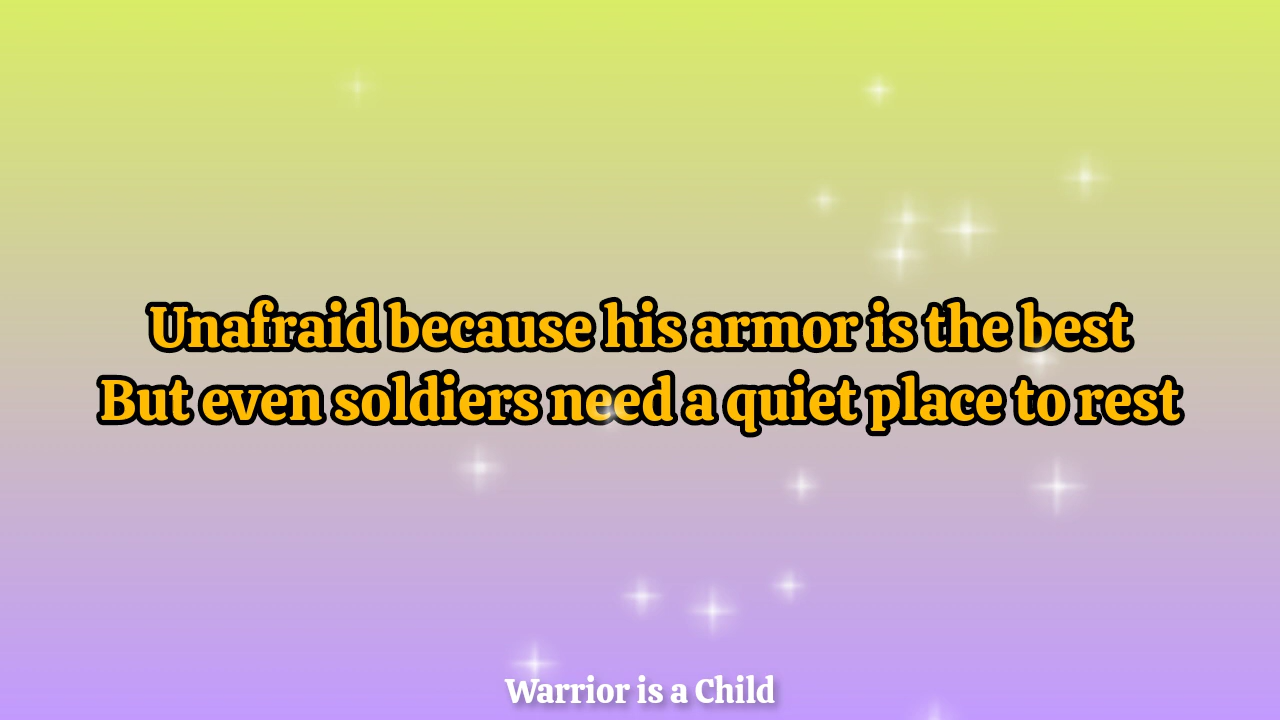 Unafraid because his armor is the best
But even soldiers need a quiet place to rest
Warrior is a Child